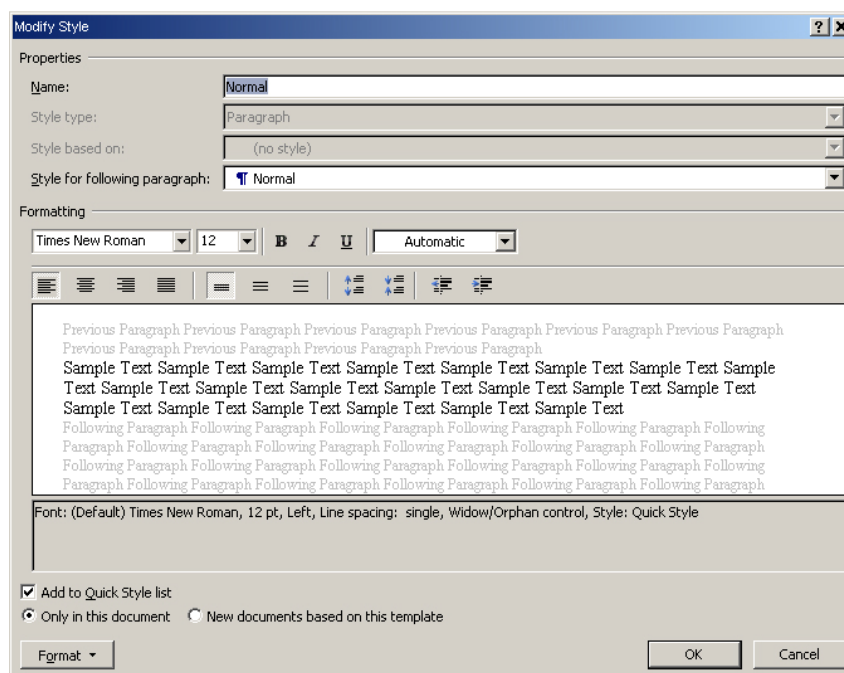 Modify Style
Properties
Name: Normal
Style type: Paragraph
Style based on: (no style)
Style for following paragraph: ¶ Normal
Formatting
Times New Roman 12 B I U Automatic
Previous Paragraph Previous Paragraph Previous Paragraph Previous Paragraph Previous Paragraph Previous Paragraph
Previous Paragraph Previous Paragraph Previous Paragraph Previous Paragraph
Sample Text Sample Text Sample Text Sample Text Sample Text Sample Text Sample Text Sample
Text Sample Text Sample Text Sample Text Sample Text Sample Text Sample Text Sample Text
Sample Text Sample Text Sample Text Sample Text Sample Text Sample Text
Following Paragraph Following Paragraph Following Paragraph Following Paragraph Following
Paragraph Following Paragraph Following Paragraph Following Paragraph Following Paragraph
Following Paragraph Following Paragraph Following Paragraph Following Paragraph Following
Paragraph Following Paragraph Following Paragraph Following Paragraph Following Paragraph
Font: (Default) Times New Roman, 12 pt, Left, Line spacing: single, Widow/Orphan control, Style: Quick Style
Add to Quick Style list
Only in this document New documents based on this template
Format OK Cancel